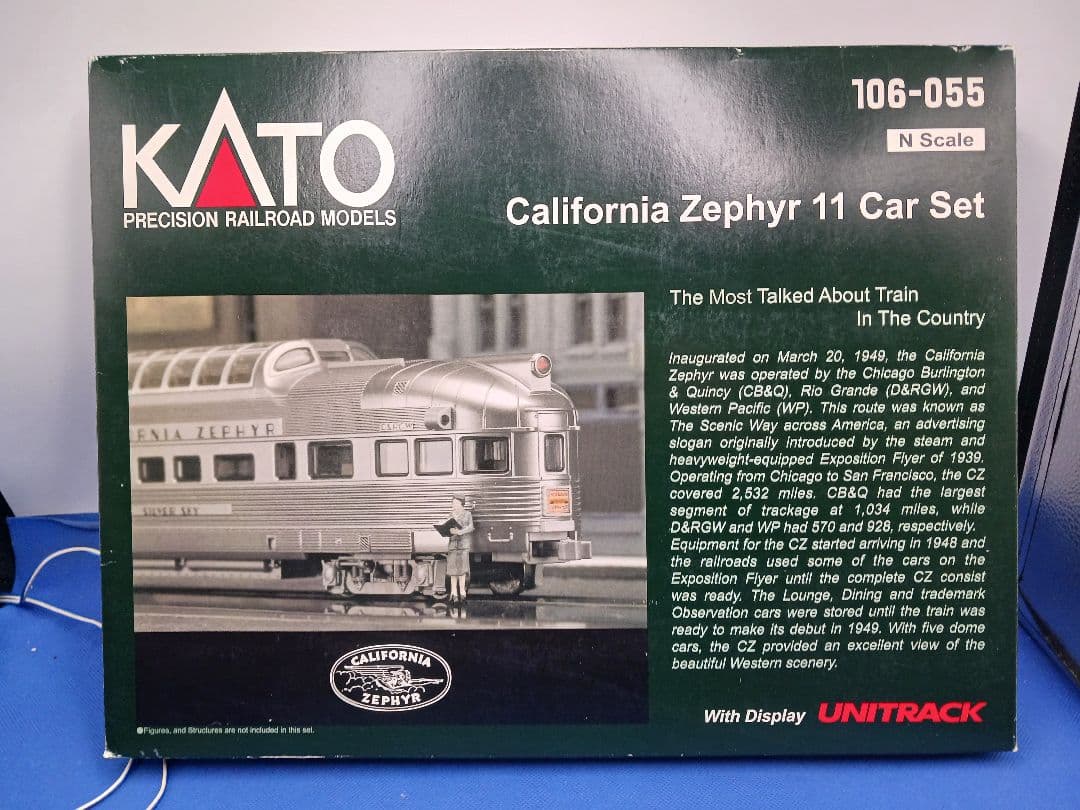 106-055
N Scale
KATO
PRECISION RAILROAD MODELS
California Zephyr 11 Car Set
The Most Talked About Train
In The Country
Inaugurated on March 20, 1949, the California
Zephyr was operated by the Chicago Burlington
& Quincy (CB&Q), Rio Grande (D&RGW), and
Western Pacific (WP). This route was known as
The Scenic Way across America, an advertising
slogan originally introduced by the steam and
heavyweight-equipped Exposition Flyer of 1939.
Operating from Chicago to San Francisco, the CZ
covered 2,532 miles. CB&Q had the largest
segment of trackage at 1,034 miles, while
D&RGW and WP had 570 and 928, respectively.
Equipment for the CZ started arriving in 1948 and
the railroads used some of the cars on the
Exposition Flyer until the complete CZ consist
was ready. The Lounge, Dining and trademark
Observation cars were stored until the train was
ready to make its debut in 1949. With five dome
cars, the CZ provided an excellent view of the
beautiful Western scenery.
RNIA ZEPHYR
SILVER SKY
CALIFORNIA
ZEPHYR
●Figures, and Structures are not included in this set.
With Display UNITRACK